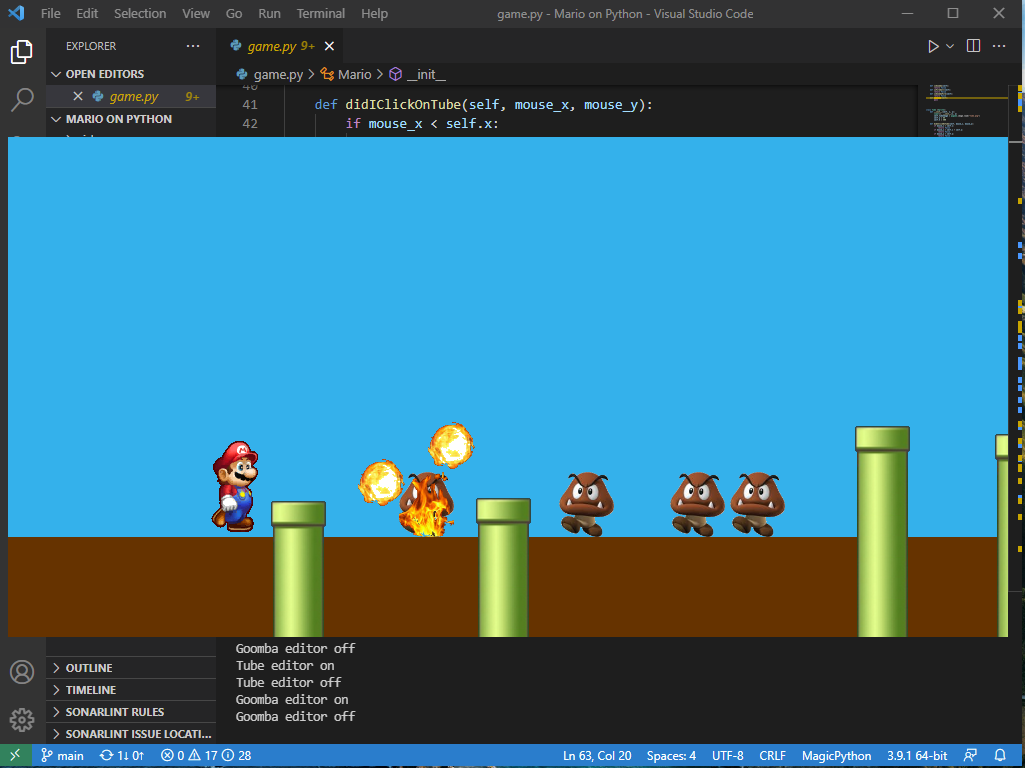 File Edit Selection View Go Run Terminal Help game.py - Mario on Python - Visual Studio Code
EXPLORER ... game.py 9+
OPEN EDITORS game.py > Mario > __init__
game.py 9+
41 def didIClickOnTube(self, mouse_x, mouse_y):
MARIO ON PYTHON
42 if mouse_x < self.x:
M
Goomba editor off
Tube editor on
Tube editor off
Goomba editor on
Goomba editor off
OUTLINE
TIMELINE
SONARLINT RULES
SONARLINT ISSUE LOCATI...
main 1↓ 0↑ 0 17 28 Ln 63, Col 20 Spaces: 4 UTF-8 CRLF MagicPython 3.9.1 64-bit